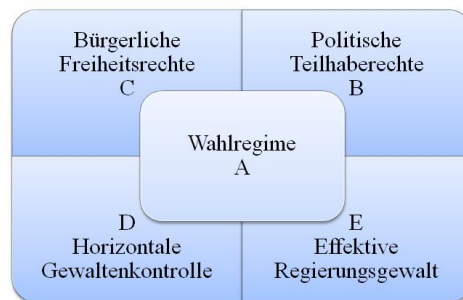 Bürgerliche
Freiheitsrechte
C
Politische
Teilhaberechte
B
Wahlregime
A
D
Horizontale
Gewaltenkontrolle
E
Effektive
Regierungsgewalt